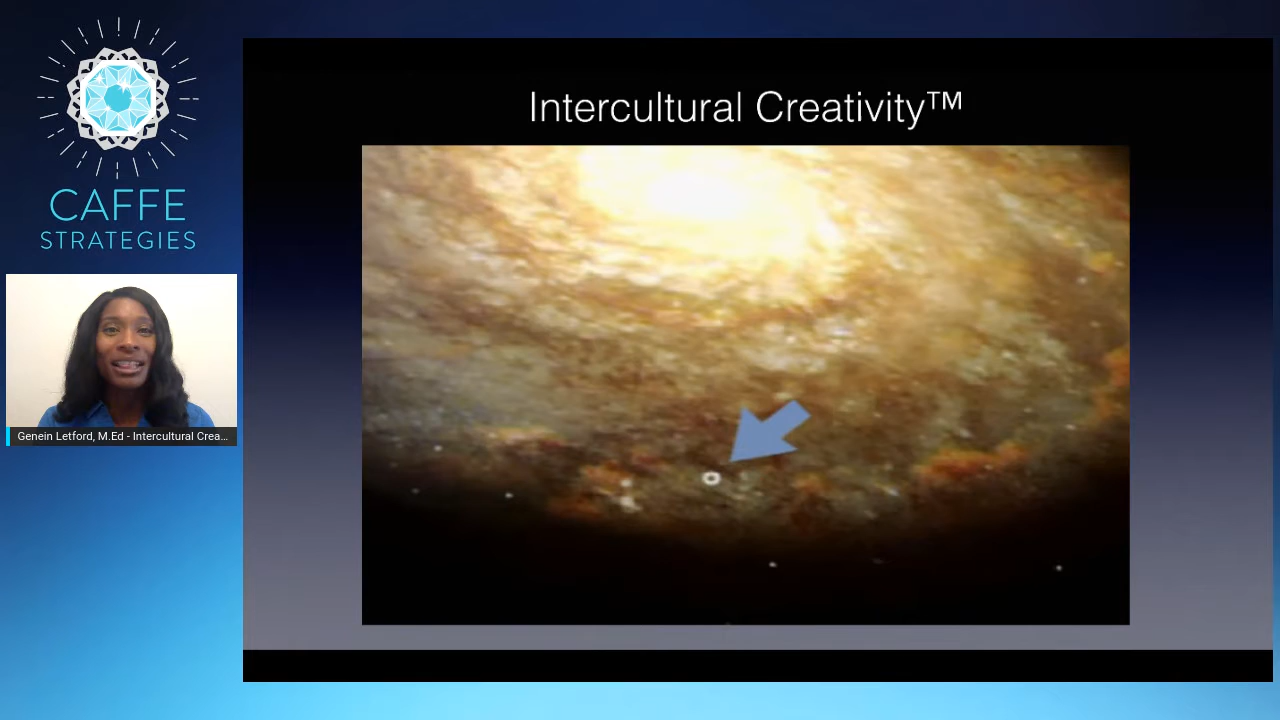 CAFFE
STRATEGIES
Intercultural Creativity™
Genein Letford, M.Ed - Intercultural Crea...